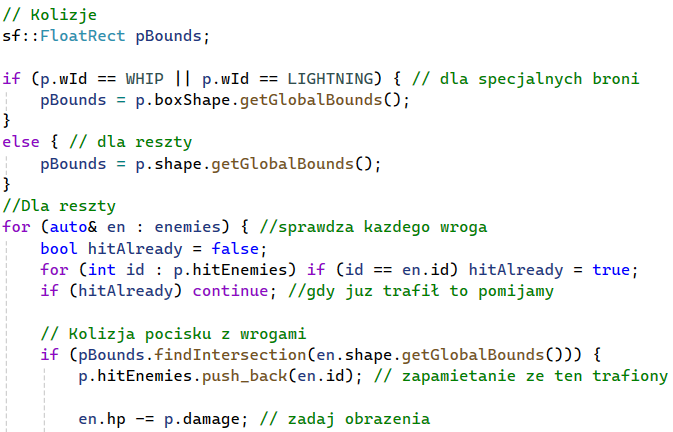 // Kolizje
sf::FloatRect pBounds;
if (p.wId == WHIP || p.wId == LIGHTNING) { // dla specjalnych broni
pBounds = p.boxShape.getGlobalBounds();
}
else { // dla reszty
pBounds = p.shape.getGlobalBounds();
}
//Dla reszty
for (auto& en : enemies) { //sprawdza kazdego wroga
bool hitAlready = false;
for (int id : p.hitEnemies) if (id == en.id) hitAlready = true;
if (hitAlready) continue; //gdy juz trafił to pomijamy
// Kolizja pocisku z wrogami
if (pBounds.findIntersection(en.shape.getGlobalBounds())) {
p.hitEnemies.push_back(en.id); // zapamietanie ze ten trafiony
en.hp -= p.damage; // zadaj obrazenia